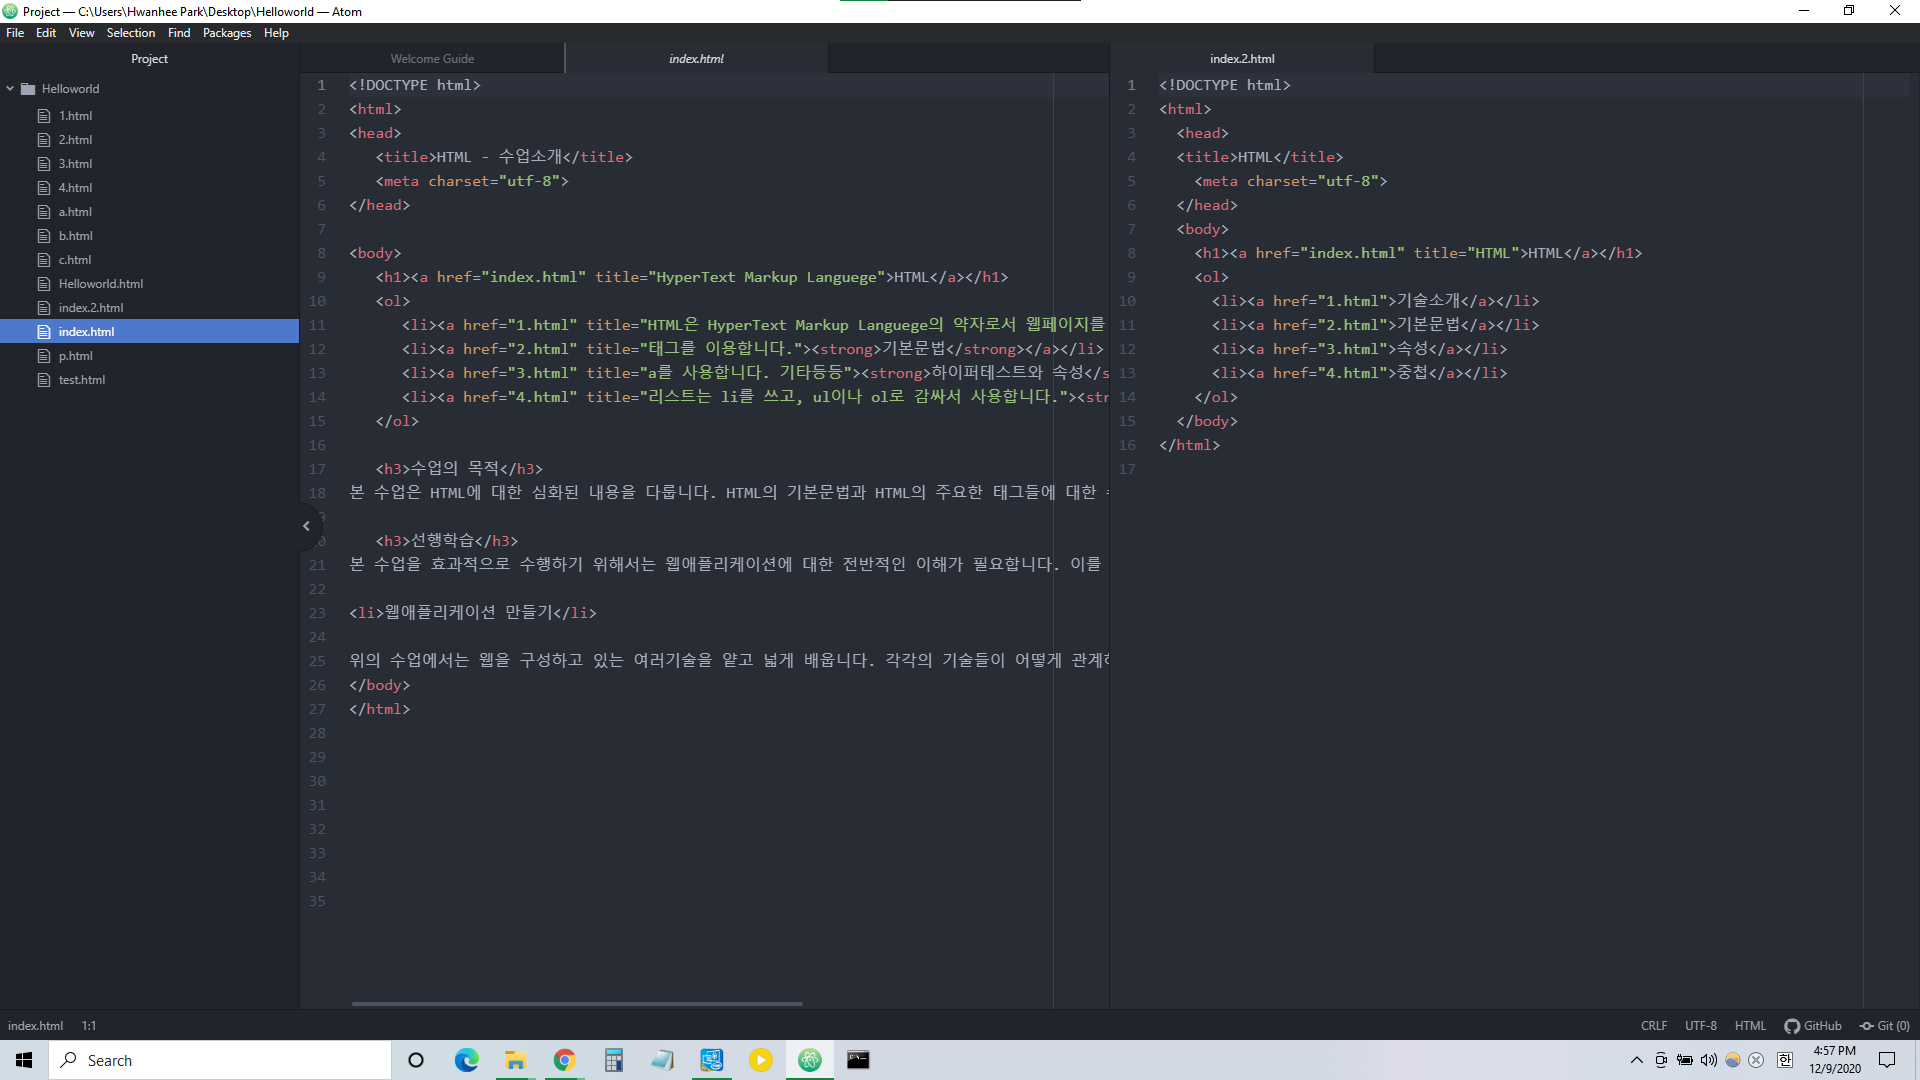 Project — C:\Users\Hwanhee Park\Desktop\Helloworld — Atom
File Edit View Selection Find Packages Help
Project
Helloworld
1.html
2.html
3.html
4.html
a.html
b.html
c.html
Helloworld.html
index.2.html
index.html
p.html
test.html
Welcome Guide
index.html
1 <!DOCTYPE html>
2 <html>
3 <head>
4 <title>HTML - 수업소개</title>
5 <meta charset="utf-8">
6 </head>
7
8 <body>
9 <h1><a href="index.html" title="HyperText Markup Languege">HTML</a></h1>
10 <ol>
11 <li><a href="1.html" title="HTML은 HyperText Markup Languege의 약자로서 웹페이지를
12 <li><a href="2.html" title="태그를 이용합니다."><strong>기본문법</strong></a></li>
13 <li><a href="3.html" title="a를 사용합니다. 기타등등"><strong>하이퍼테스트와 속성</s
14 <li><a href="4.html" title="리스트는 li를 쓰고, ul이나 ol로 감싸서 사용합니다."><str
15 </ol>
16
17 <h3>수업의 목적</h3>
18 본 수업은 HTML에 대한 심화된 내용을 다룹니다. HTML의 기본문법과 HTML의 주요한 태그들에 대한
9
0 <h3>선행학습</h3>
21 본 수업을 효과적으로 수행하기 위해서는 웹애플리케이션에 대한 전반적인 이해가 필요합니다. 이를
22
23 <li>웹애플리케이션 만들기</li>
24
25 위의 수업에서는 웹을 구성하고 있는 여러기술을 얕고 넓게 배웁니다. 각각의 기술들이 어떻게 관계하
26 </body>
27 </html>
28
29
30
31
32
33
34
35
index.2.html
1 <!DOCTYPE html>
2 <html>
3 <head>
4 <title>HTML</title>
5 <meta charset="utf-8">
6 </head>
7 <body>
8 <h1><a href="index.html" title="HTML">HTML</a></h1>
9 <ol>
10 <li><a href="1.html">기술소개</a></li>
11 <li><a href="2.html">기본문법</a></li>
12 <li><a href="3.html">속성</a></li>
13 <li><a href="4.html">중첩</a></li>
14 </ol>
15 </body>
16 </html>
17
index.html 1:1
CRLF UTF-8 HTML GitHub Git (0)
Search
한
4:57 PM
12/9/2020